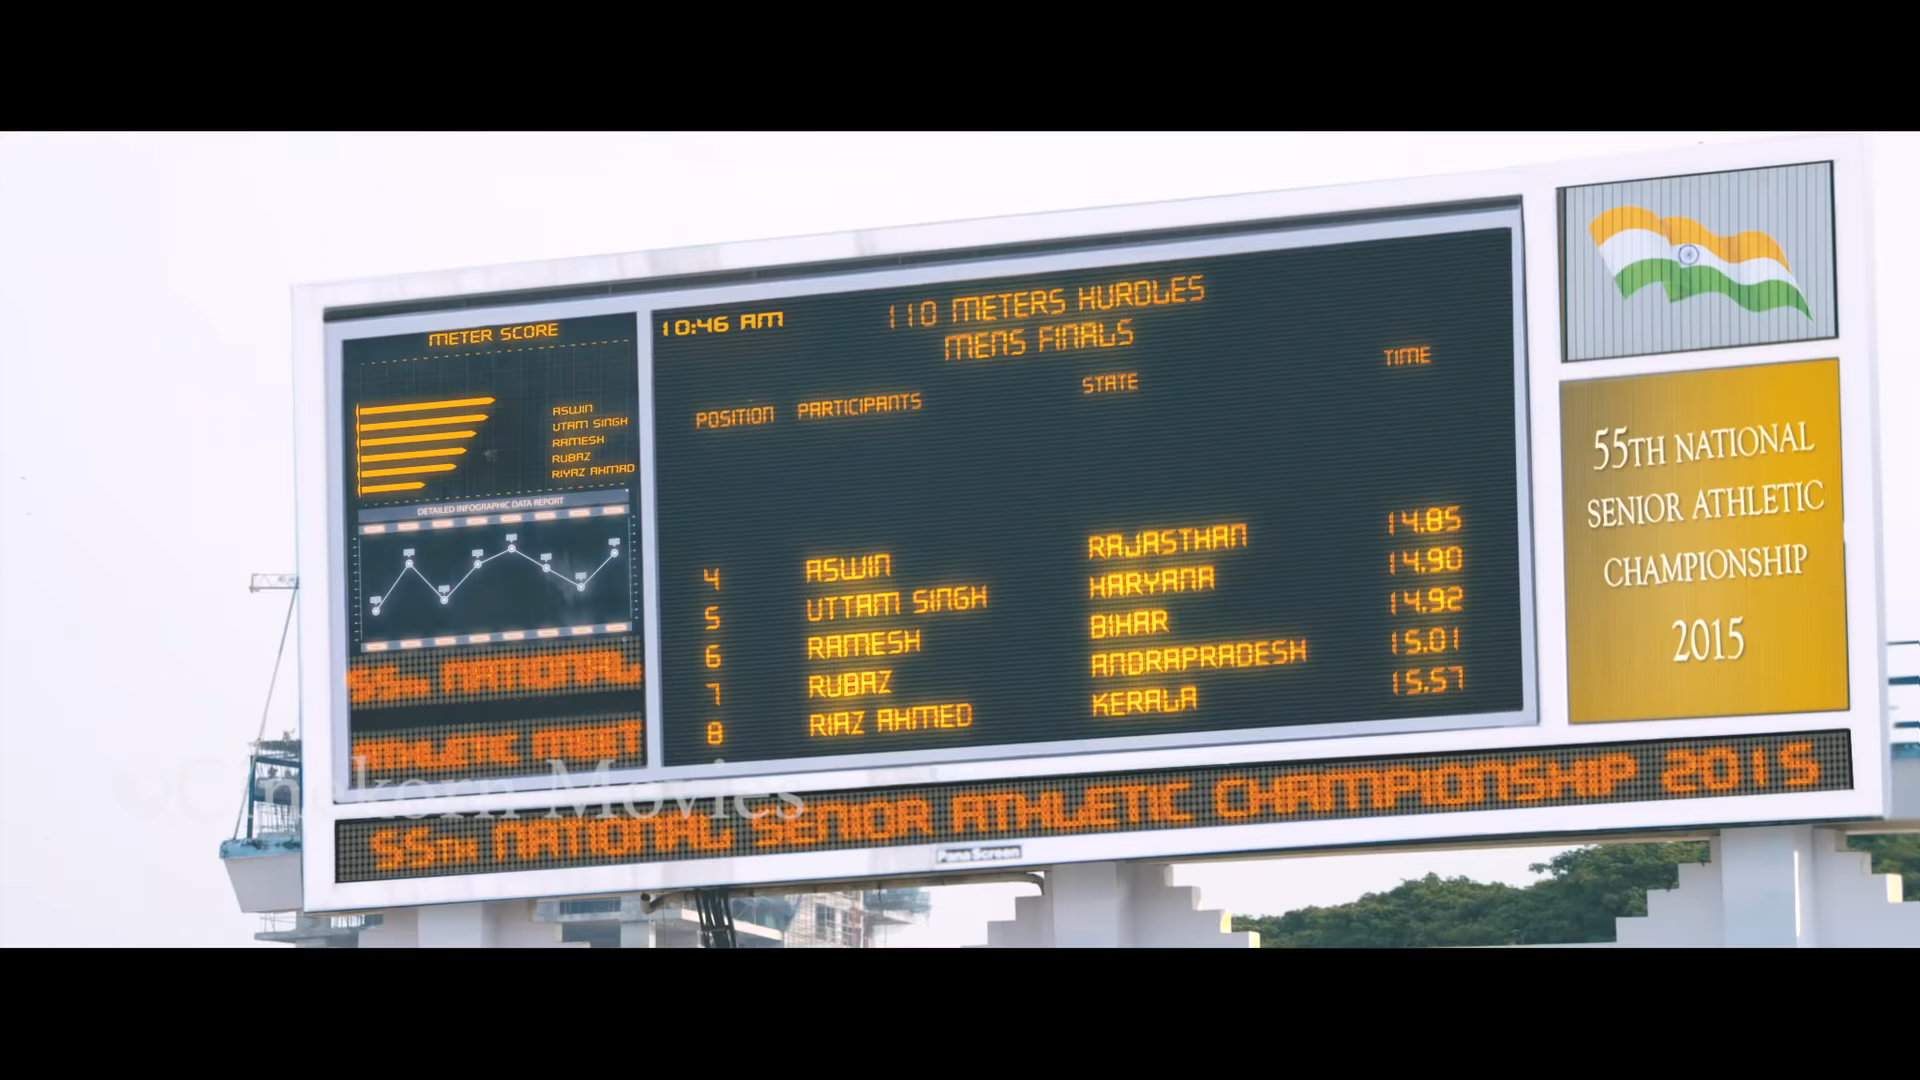 METER SCORE
ASWIN
UTAM SINGH
RAMESH
RUBAZ
RIYAZ AHMAD
DETAILED INFOGRAPHIC DATA REPORT
55TH NATIONAL
ATHLETIC MEET
10:46 AM
110 METERS HURDLES
MENS FINALS
POSITION PARTICIPANTS STATE TIME
4 ASWIN RAJASTHAN 14.85
5 UTTAM SINGH HARYANA 14.90
6 RAMESH BIHAR 14.92
7 RUBAZ ANDRAPRADESH 15.01
8 RIAZ AHMED KERALA 15.57
55TH NATIONAL
SENIOR ATHLETIC
CHAMPIONSHIP
2015
55TH NATIONAL SENIOR ATHLETIC CHAMPIONSHIP 2015
PanaScreen
©Cinekorn Movies